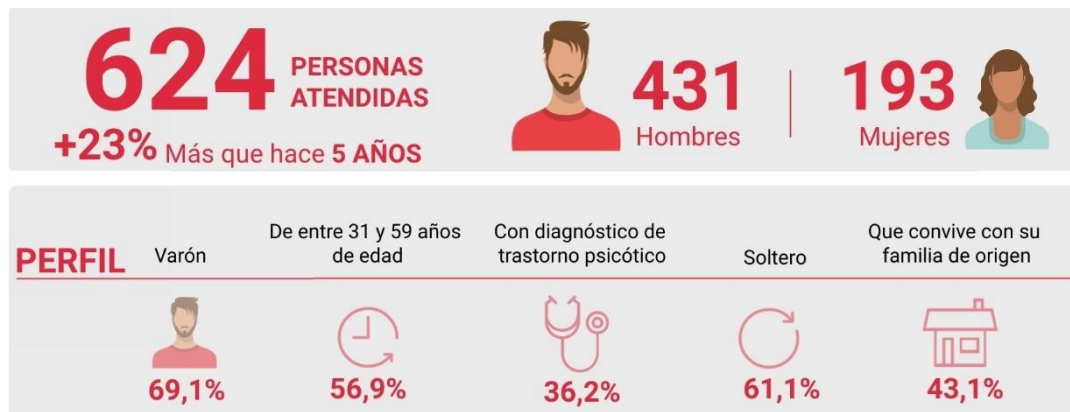 624 PERSONAS
ATENDIDAS
+23% Más que hace 5 AÑOS
431
Hombres
193
Mujeres
PERFIL
Varón
De entre 31 y 59 años
de edad
Con diagnóstico de
trastorno psicótico
Soltero
Que convive con su
familia de origen
69,1%
56,9%
36,2%
61,1%
43,1%